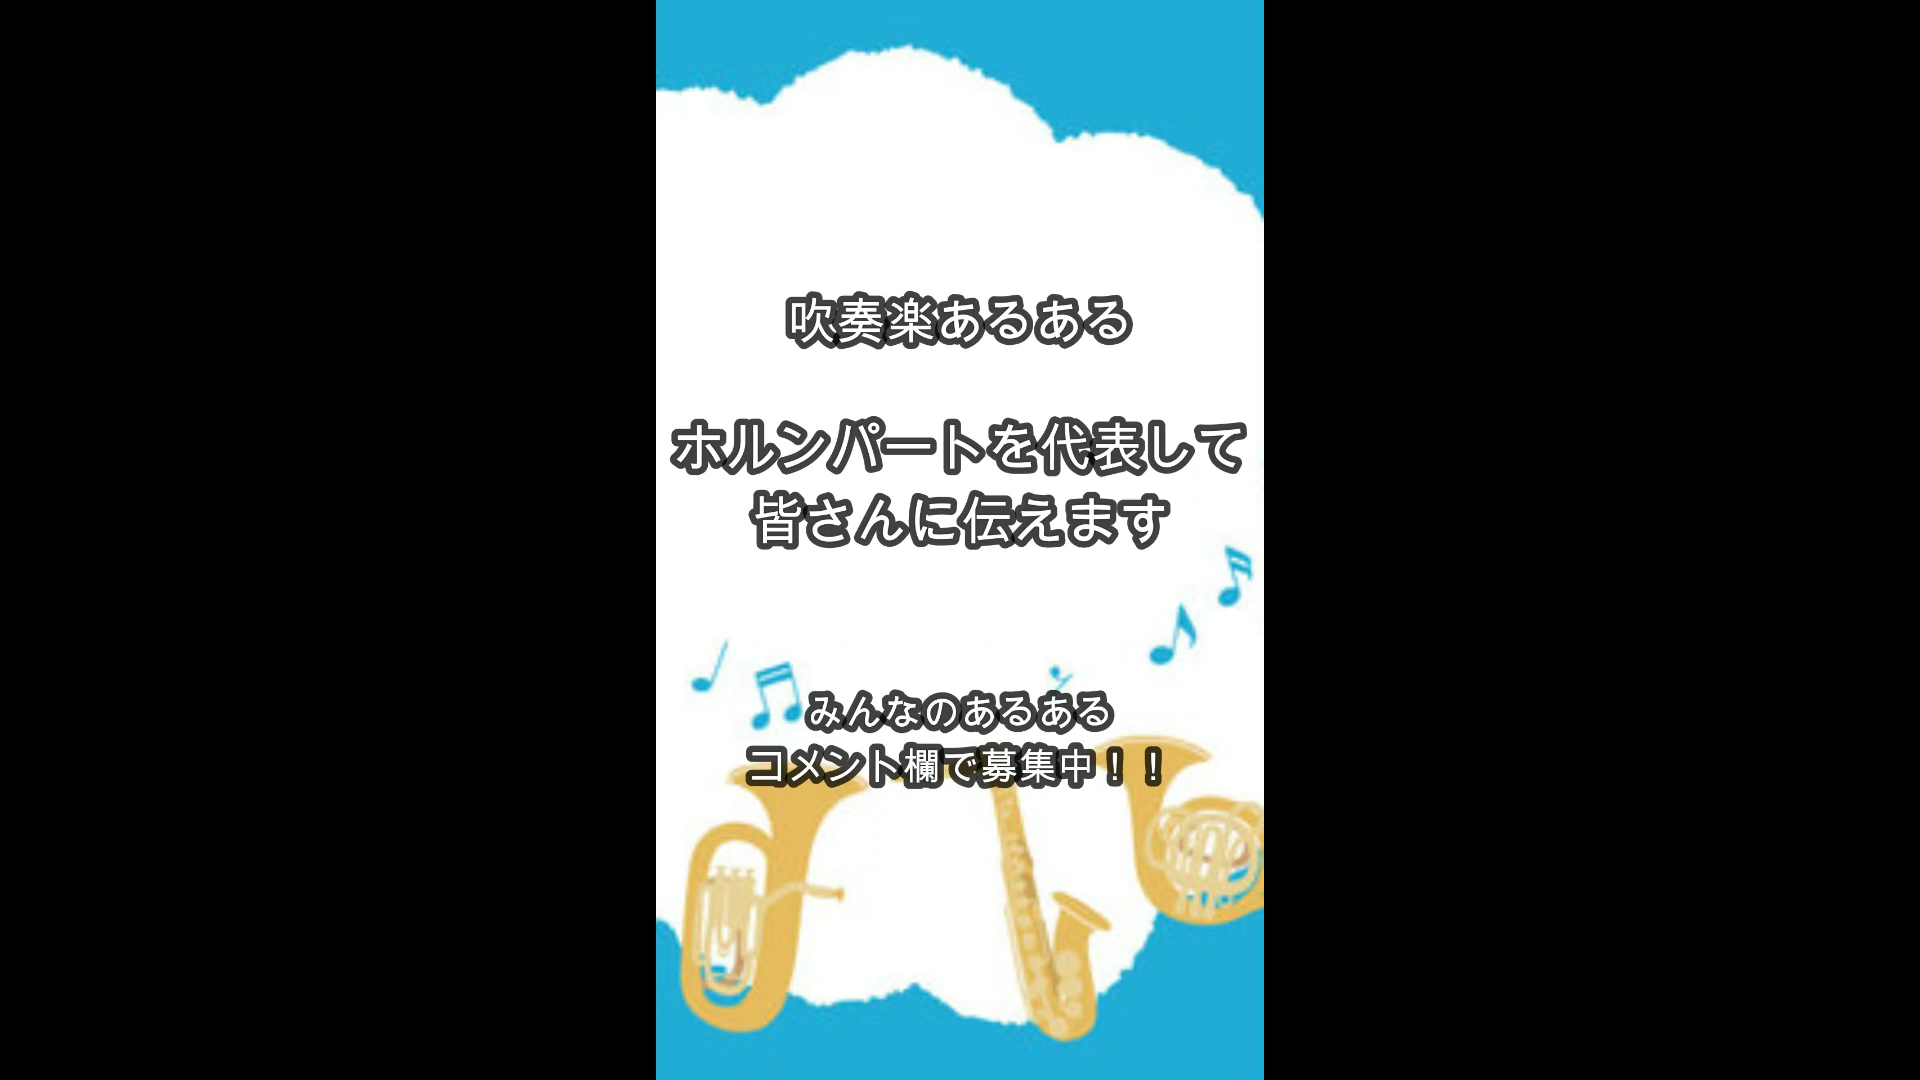 吹奏楽あるある
ホルンパートを代表して
皆さんに伝えます
みんなのあるある
コメント欄で募集中！！